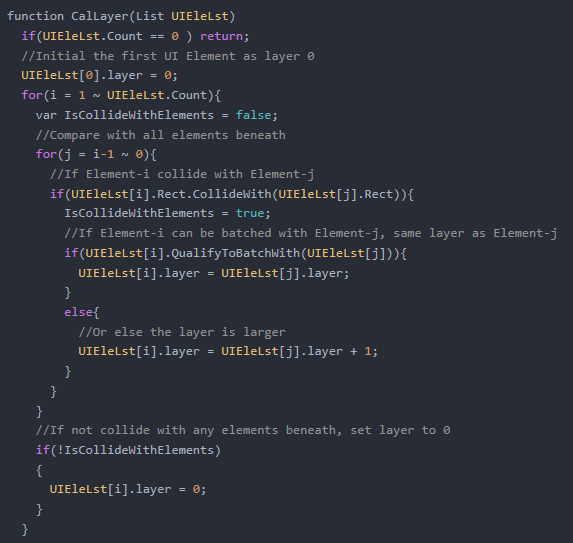 function CalLayer(List UIEleLst)
  if(UIEleLst.Count == 0 ) return;
  //Initial the first UI Element as layer 0
  UIEleLst[0].layer = 0;
  for(i = 1 ~ UIEleLst.Count){
    var IsCollideWithElements = false;
    //Compare with all elements beneath
    for(j = i-1 ~ 0){
      //If Element-i collide with Element-j
      if(UIEleLst[i].Rect.CollideWith(UIEleLst[j].Rect)){
        IsCollideWithElements = true;
        //If Element-i can be batched with Element-j, same layer as Element-j
        if(UIEleLst[i].QualifyToBatchWith(UIEleLst[j])){
          UIEleLst[i].layer = UIEleLst[j].layer;
        }
        else{
          //Or else the layer is larger
          UIEleLst[i].layer = UIEleLst[j].layer + 1;
        }
      }
    }
    //If not collide with any elements beneath, set layer to 0
    if(!IsCollideWithElements)
    {
      UIEleLst[i].layer = 0;
    }
  }